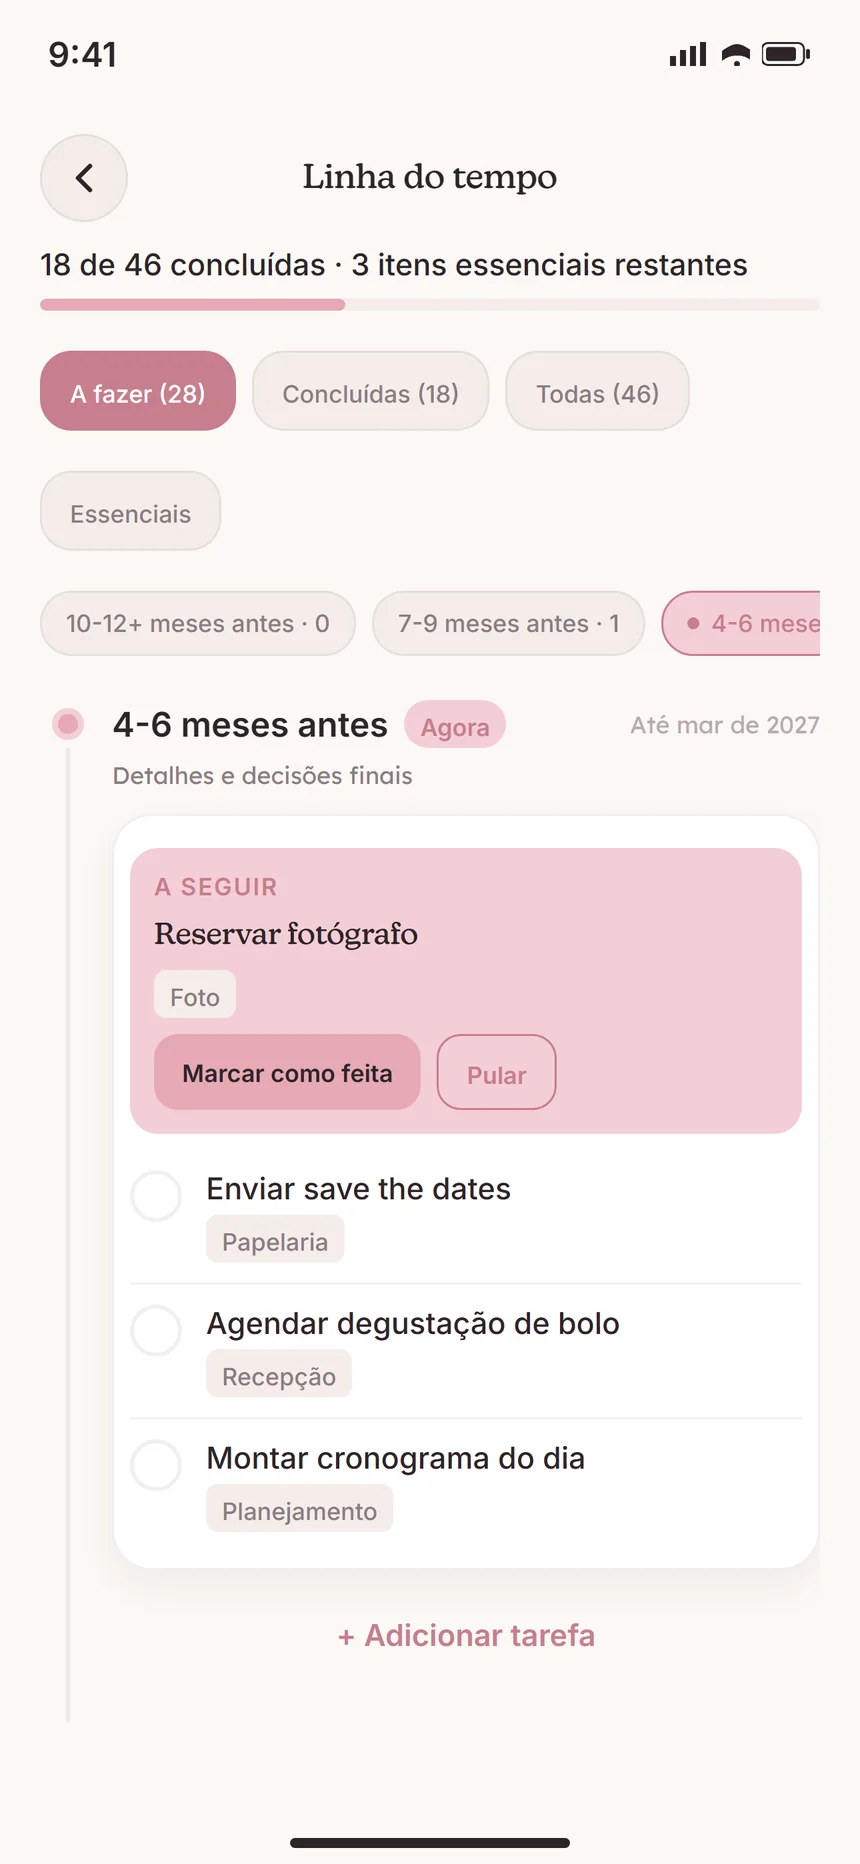 9:41
Linha do tempo
18 de 46 concluídas · 3 itens essenciais restantes
A fazer (28)
Concluídas (18)
Todas (46)
Essenciais
10-12+ meses antes · 0
7-9 meses antes · 1
4-6 mese
4-6 meses antes
Agora
Até mar de 2027
Detalhes e decisões finais
A SEGUIR
Reservar fotógrafo
Foto
Marcar como feita
Pular
Enviar save the dates
Papelaria
Agendar degustação de bolo
Recepção
Montar cronograma do dia
Planejamento
+ Adicionar tarefa